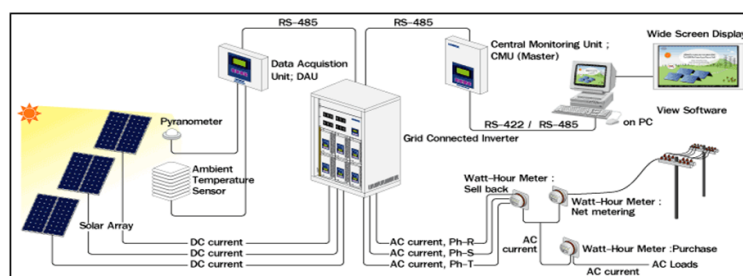 RS-485
RS-485
Data Acquistion
Unit; DAU
Central Monitoring Unit ;
CMU (Master)
Wide Screen Display
View Software
on PC
RS-422 / RS-485
Pyranometer
Grid Connected Inverter
Ambient
Temperature
Sensor
Solar Array
Watt-Hour Meter :
Sell back
Watt-Hour Meter :
Net metering
DC current
DC current
DC current
AC current, Ph-R
AC current, Ph-S
AC current, Ph-T
AC
current
Watt-Hour Meter :Purchase
AC Loads
AC current